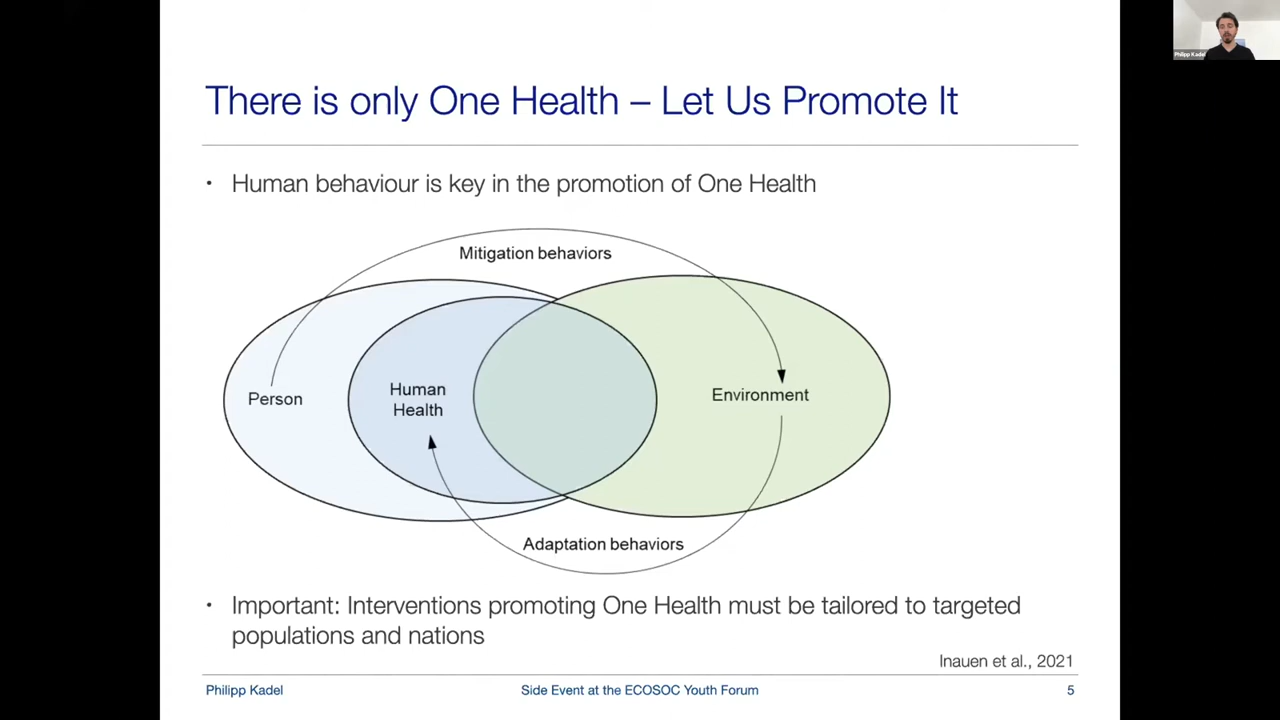 Philipp Kadel
There is only One Health – Let Us Promote It
• Human behaviour is key in the promotion of One Health
Mitigation behaviors
Person
Human
Health
Environment
Adaptation behaviors
• Important: Interventions promoting One Health must be tailored to targeted
populations and nations
Inauen et al., 2021
Philipp Kadel
Side Event at the ECOSOC Youth Forum
5